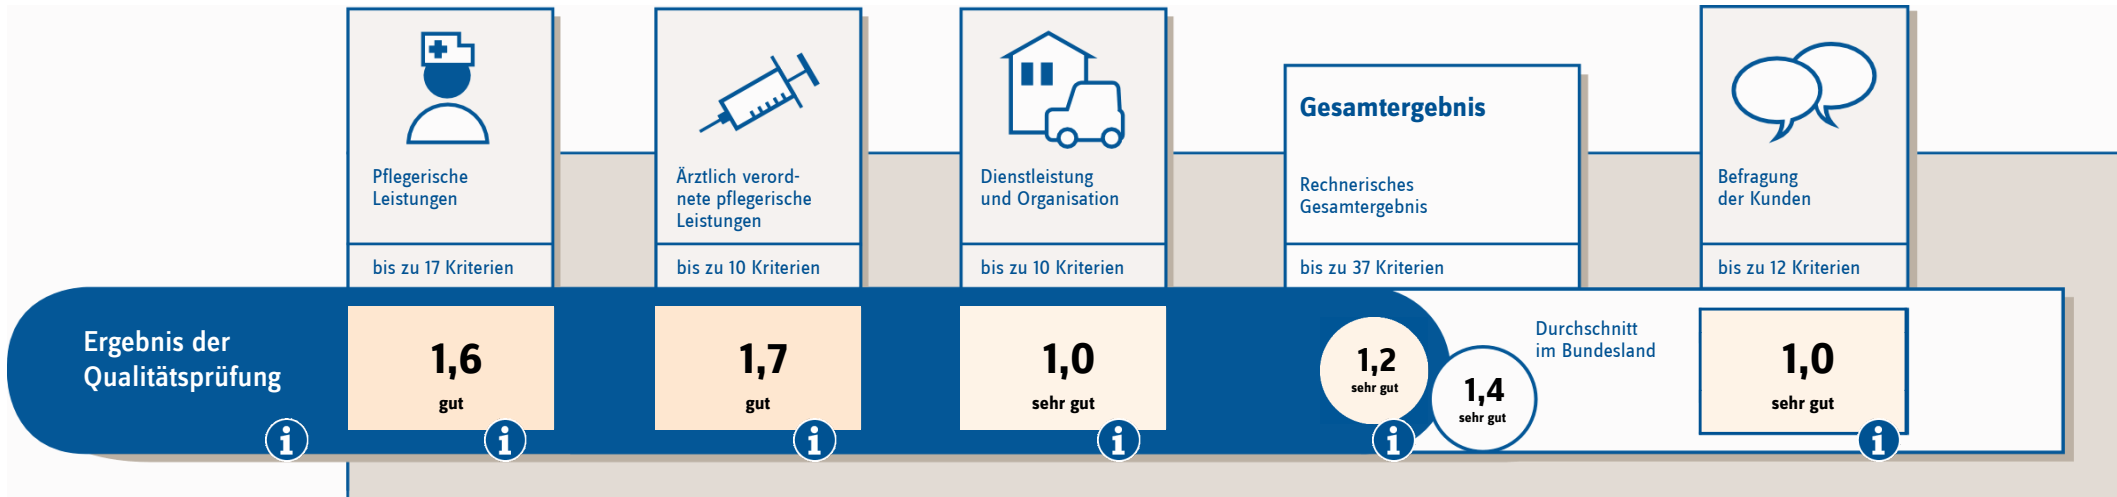 Pflegerische
Leistungen
bis zu 17 Kriterien
Ärztlich verord-
nete pflegerische
Leistungen
bis zu 10 Kriterien
Dienstleistung
und Organisation
bis zu 10 Kriterien
Gesamtergebnis
Rechnerisches
Gesamtergebnis
bis zu 37 Kriterien
Befragung
der Kunden
bis zu 12 Kriterien
Ergebnis der
Qualitätsprüfung
i
1,6
gut
i
1,7
gut
i
1,0
sehr gut
i
1,2
sehr gut
i
1,4
sehr gut
Durchschnitt
im Bundesland
1,0
sehr gut
i